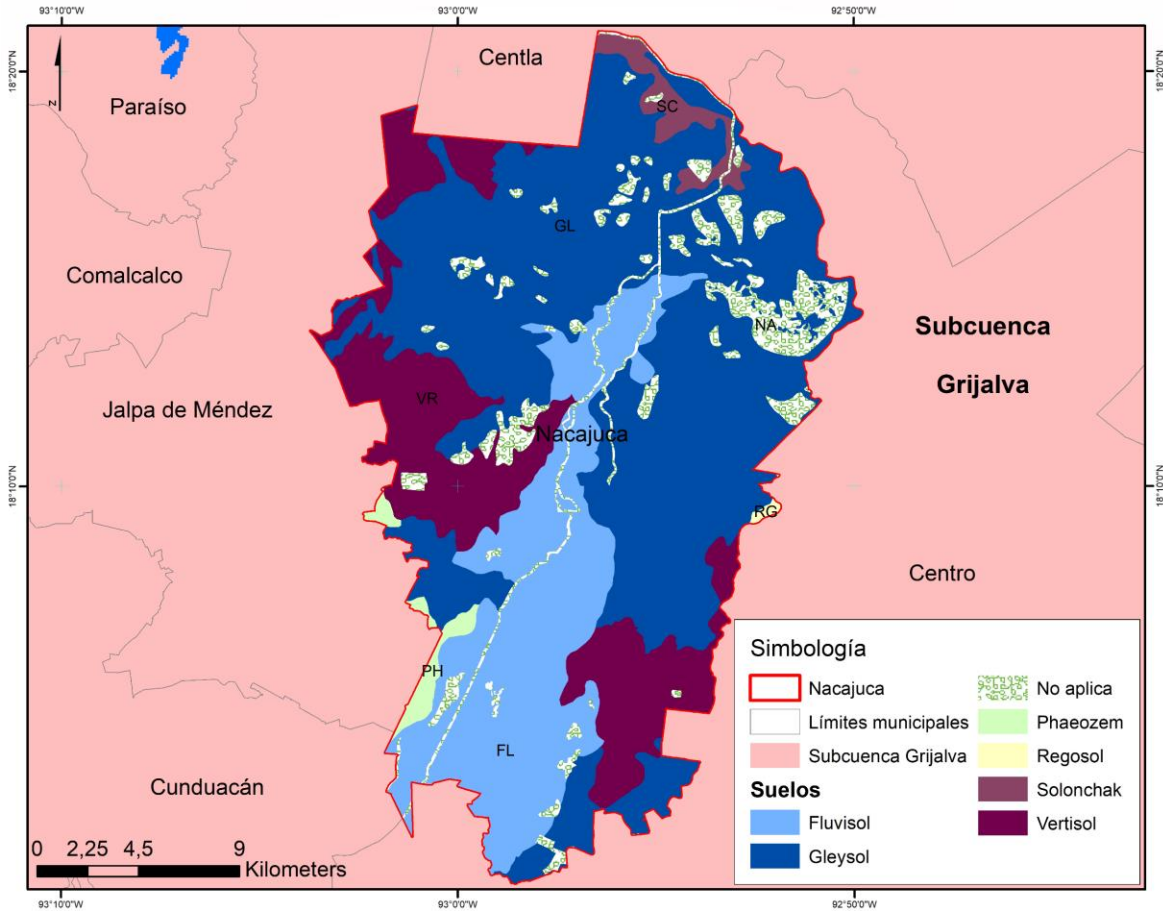 93°10'0"W 93°0'0"W 92°50'0"W
18°20'0"N 18°20'0"N
18°10'0"N 18°10'0"N
93°10'0"W 93°0'0"W 92°50'0"W
N
Centla
Paraíso
SC
GL
Comalcalco
NA
Subcuenca
Grijalva
Jalpa de Méndez
VR
Nacajuca
RG
Centro
PH
FL
Cunduacán
0 2,25 4,5 9
Kilometers
Simbología
Nacajuca
Límites municipales
Subcuenca Grijalva
Suelos
Fluvisol
Gleysol
No aplica
Phaeozem
Regosol
Solonchak
Vertisol